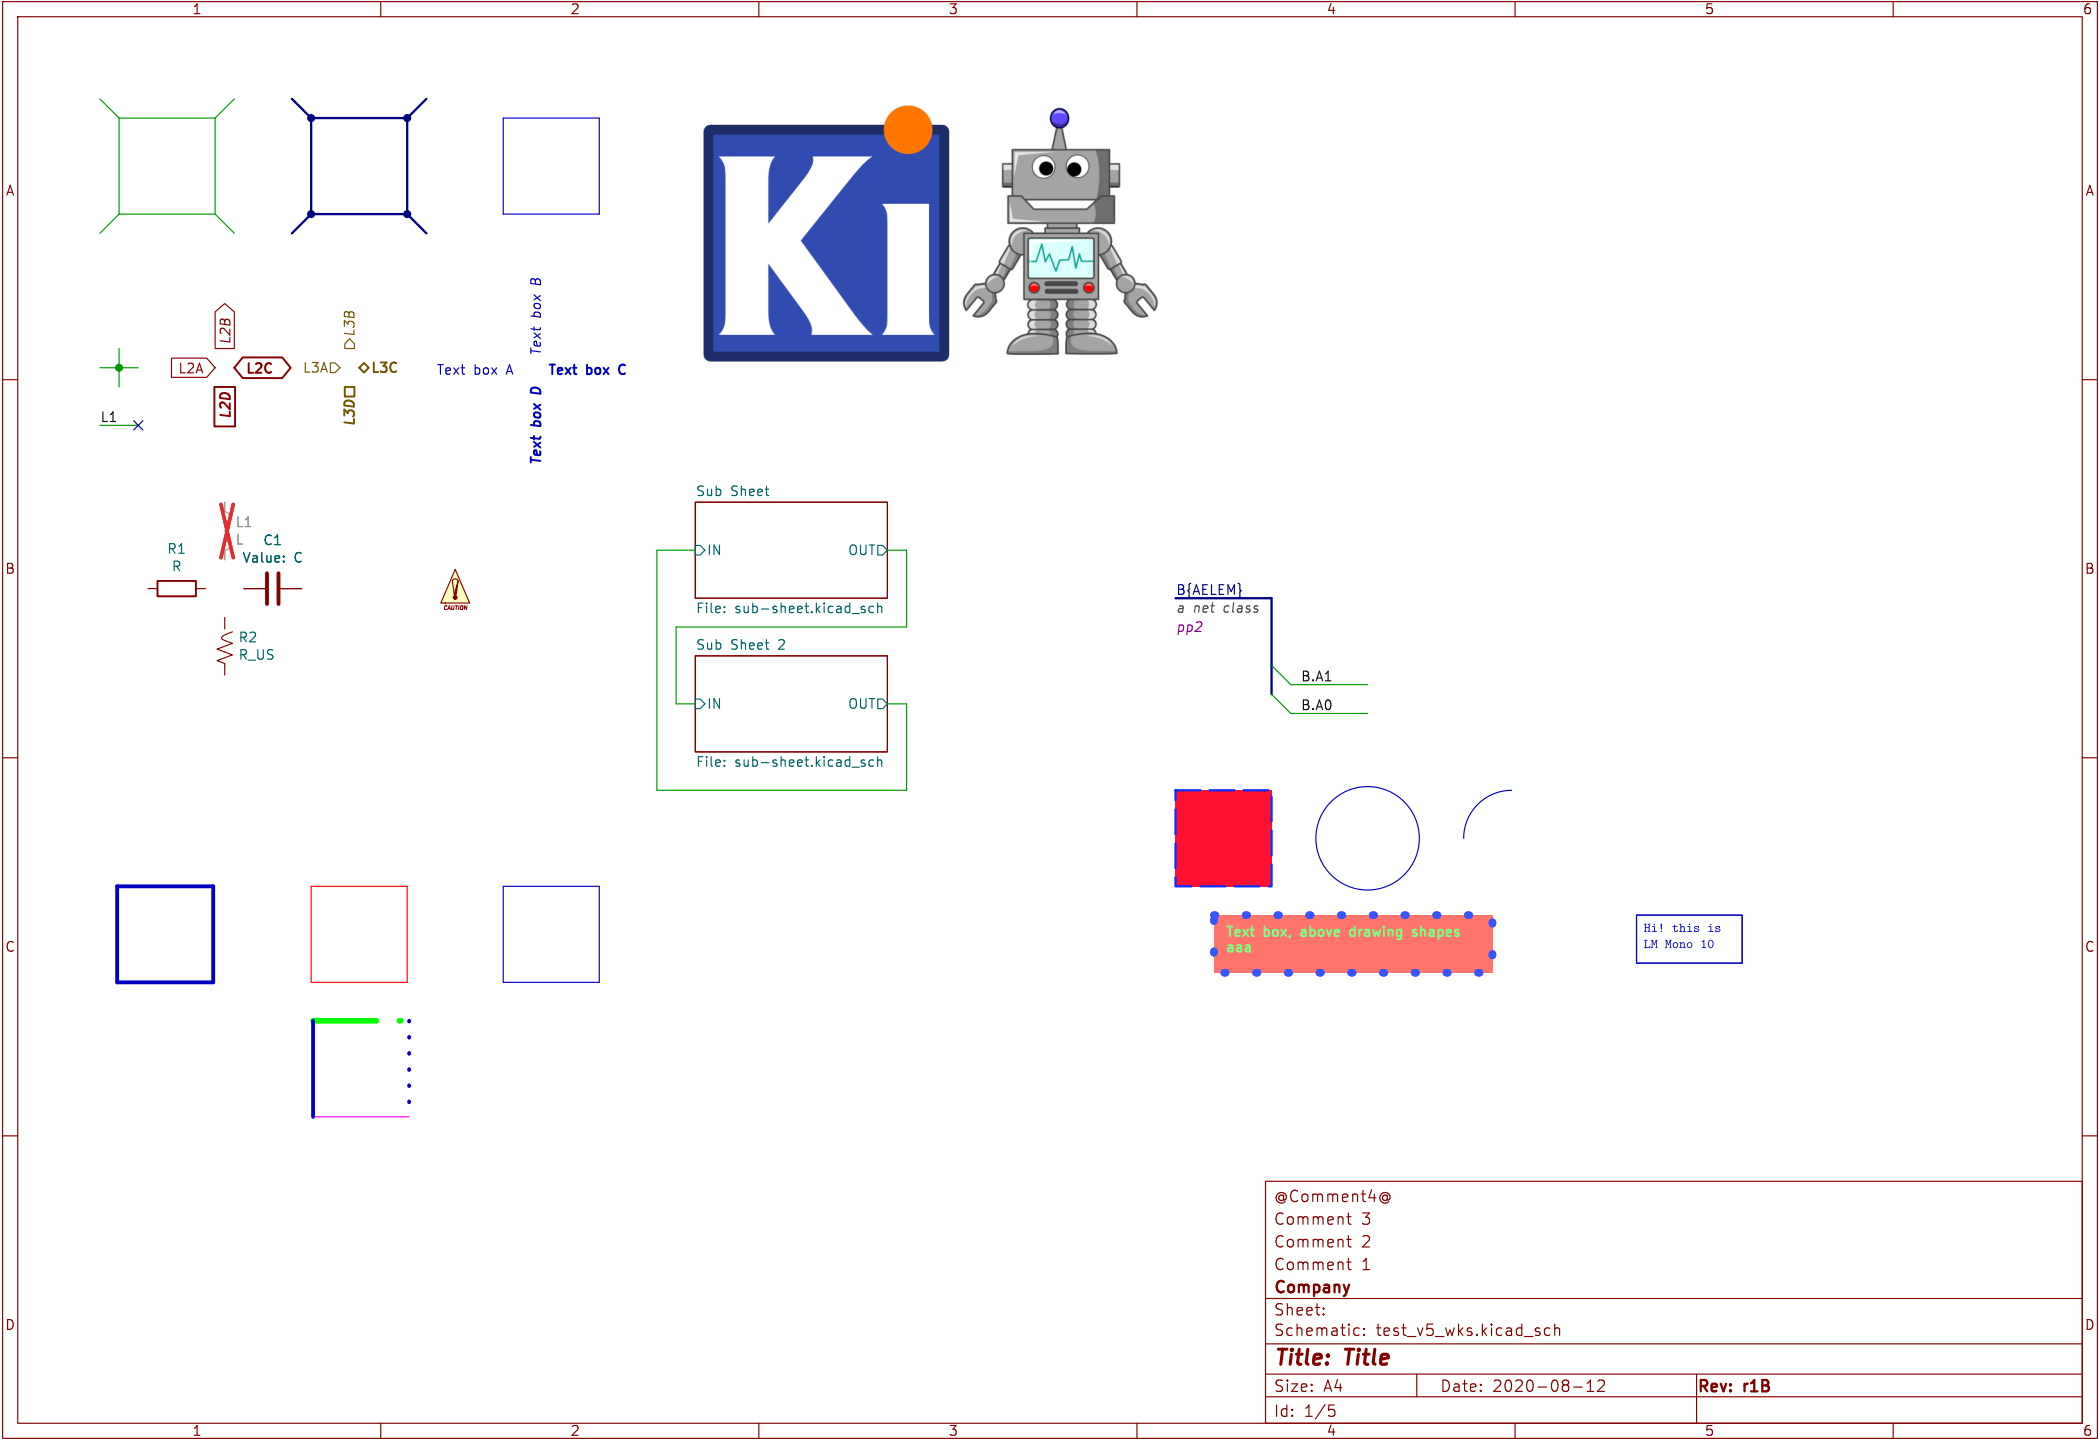 1 2 3 4 5 6
A A
Ki
Text box B
L2B
L3B
L2A L2C L3A L3C
Text box A Text box C
L2D
L3D
Text box D
L1
Sub Sheet
L1
L
C1
Value: C
R1
R
IN OUT
B B
CAUTION
B{AELEM}
a net class
pp2
File: sub-sheet.kicad_sch
R2
R_US
Sub Sheet 2
B.A1
IN OUT
B.A0
File: sub-sheet.kicad_sch
Text box, above drawing shapes
aaa
Hi! this is
LM Mono 10
C C
@Comment4@
Comment 3
Comment 2
Comment 1
Company
Sheet:
Schematic: test_v5_wks.kicad_sch
D D
Title: Title
Size: A4 Date: 2020-08-12 Rev: r1B
Id: 1/5
1 2 3 4 5 6